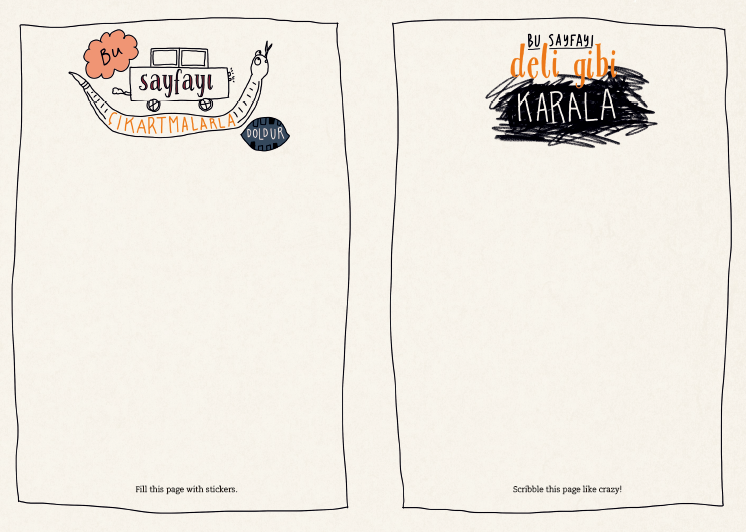 Bu
sayfayı
ÇIKARTMALARLA
DOLDUR
Fill this page with stickers.
BU SAYFAYI
deli gibi
KARALA
Scribble this page like crazy!